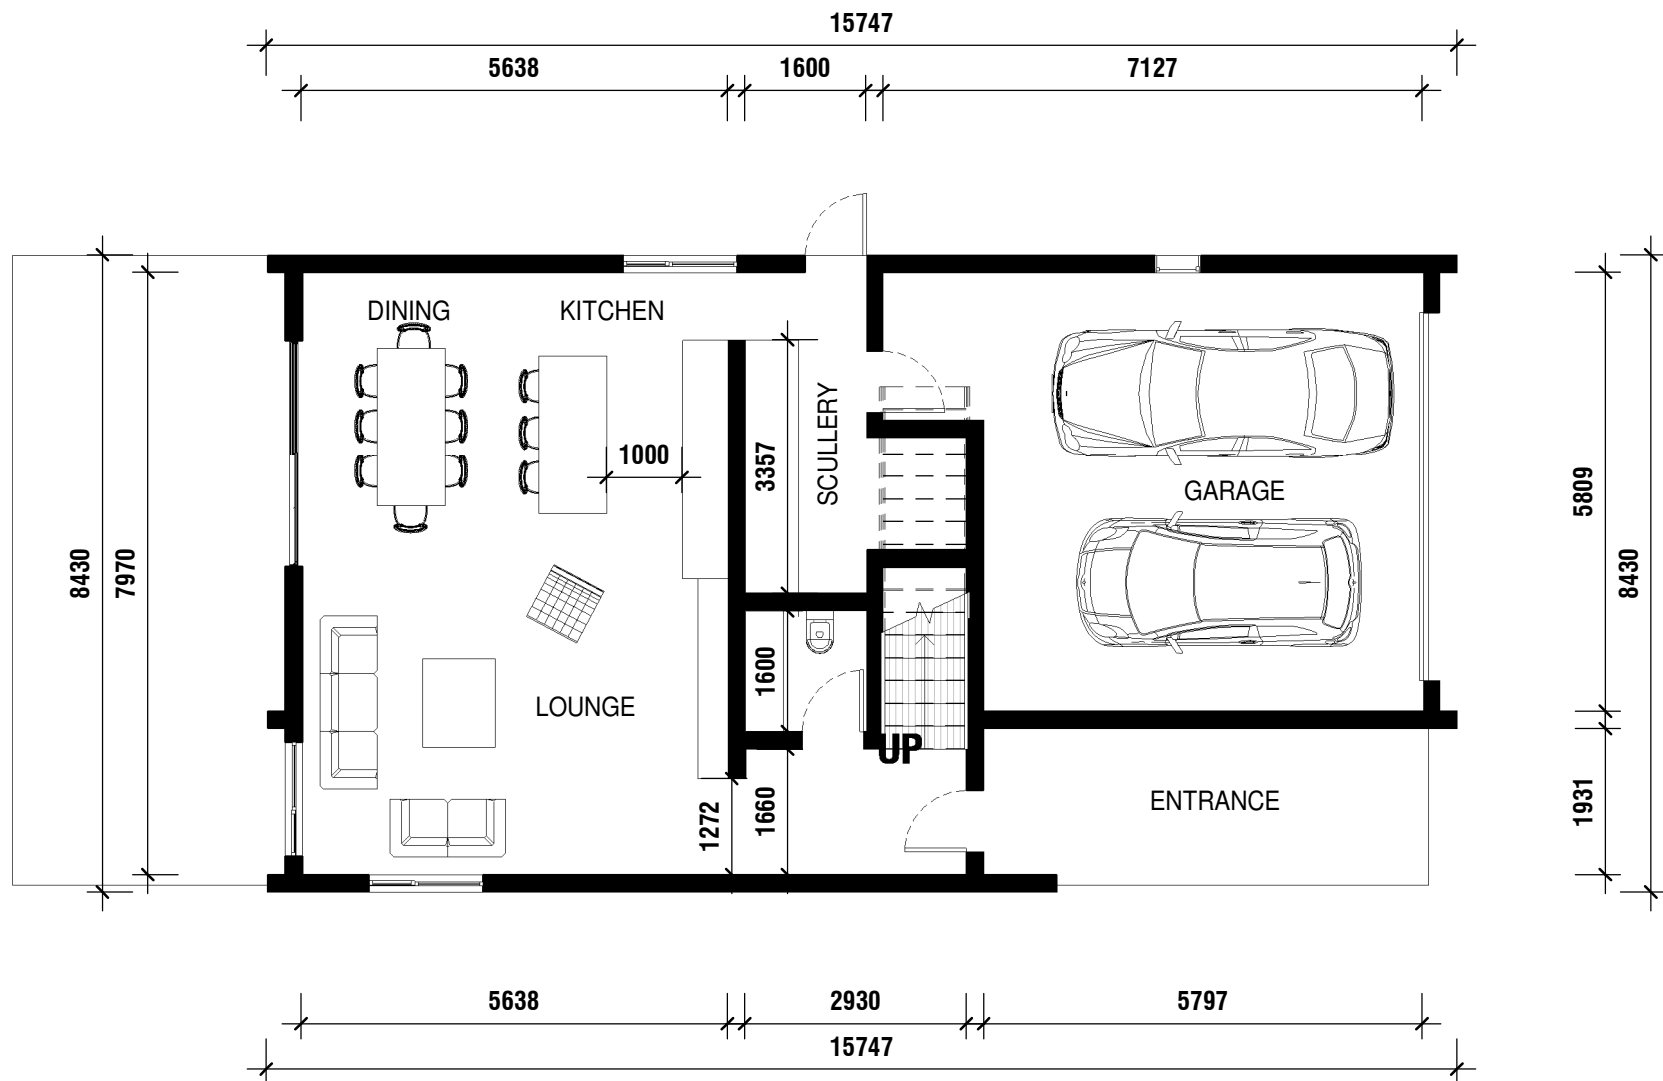 15747
5638 1600 7127
DINING KITCHEN
SCULLERY
1000
3357
GARAGE
5809
8430
7970
8430
1600
LOUNGE
UP
1272
1660
ENTRANCE
1931
5638 2930 5797
15747